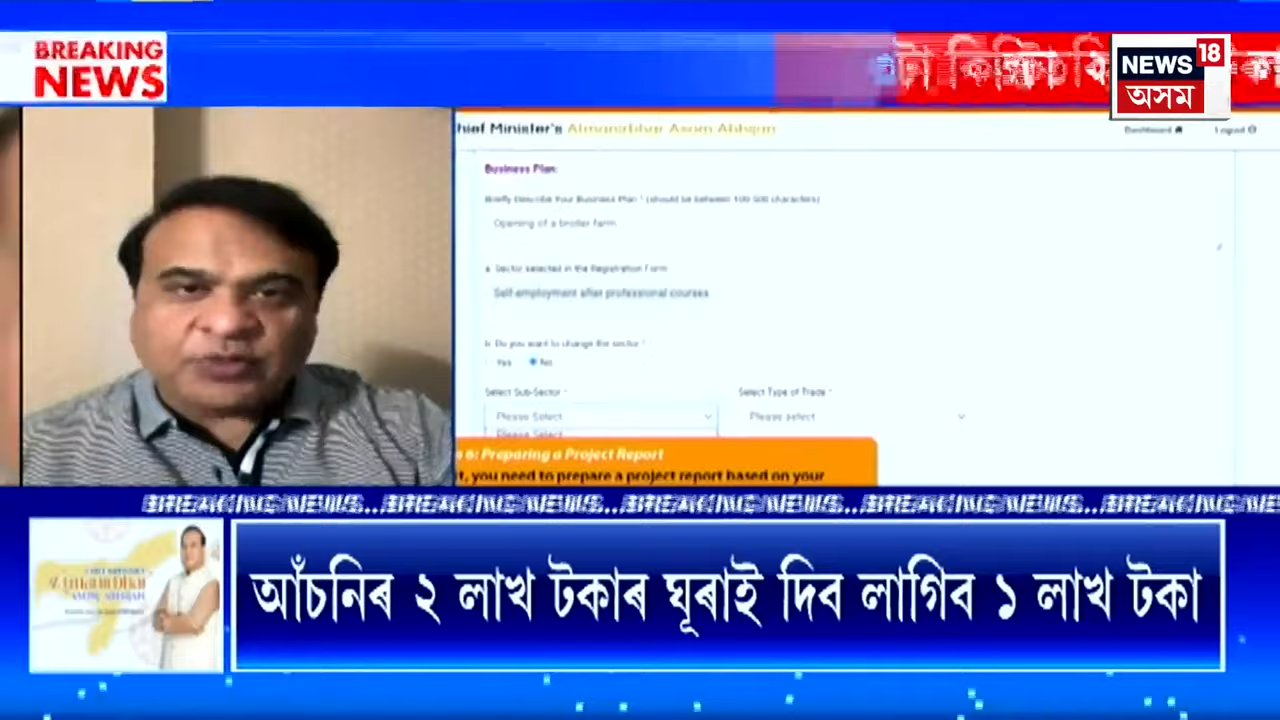 BREAKING
NEWS
NEWS 18
অসম
hief Minister's Atmanirbhar Asom Abhijan
Dashboard
Logout
Business Plan:
Briefly Describe Your Business Plan * (should be between 100-500 characters)
Opening of a broiler farm
a. Sector selected in the Registration Form
Self-employment after professional courses
b. Do you want to change the sector *
Yes No
Select Sub-Sector * Select Type of Trade *
Please Select Please select
Please Select
6: Preparing a Project Report
t, you need to prepare a project report based on your
BREAKING NEWS...BREAKING NEWS...BREAKING NEWS...BREAKING NEWS...BREAKING NEWS
আঁচনিৰ ২ লাখ টকাৰ ঘূৰাই দিব লাগিব ১ লাখ টকা